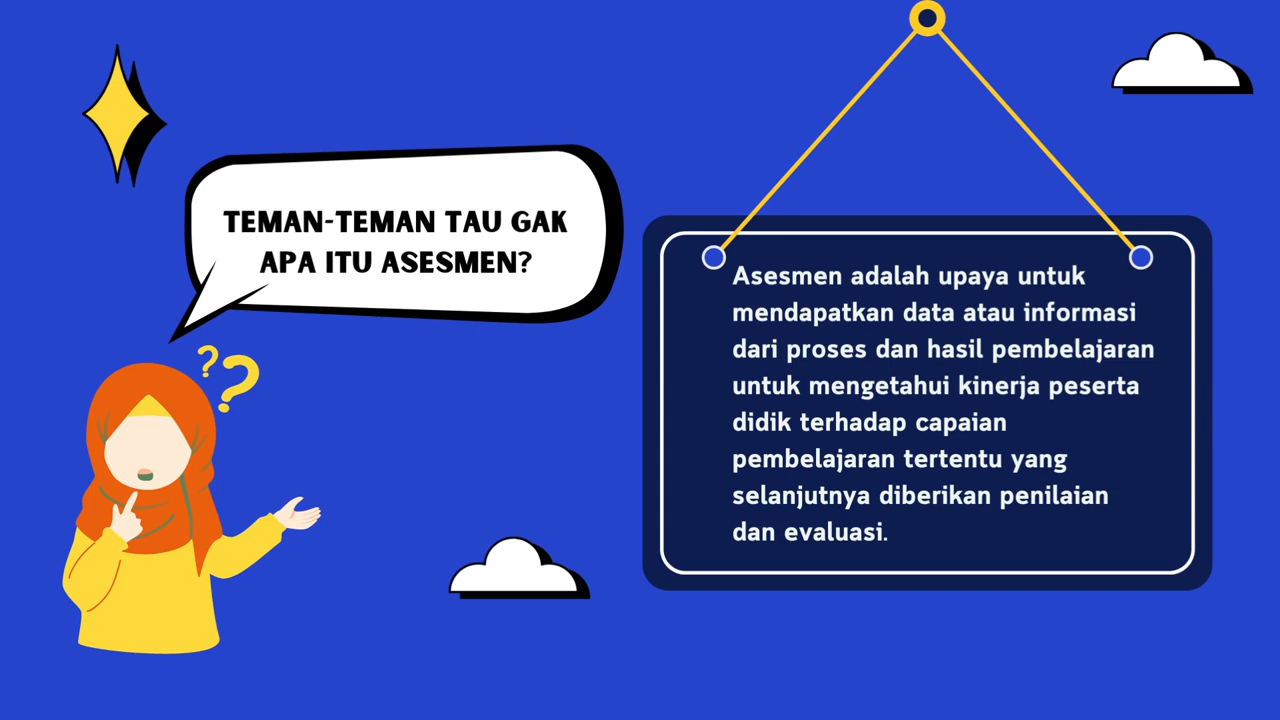 TEMAN-TEMAN TAU GAK
APA ITU ASESMEN?
??
Asesmen adalah upaya untuk
mendapatkan data atau informasi
dari proses dan hasil pembelajaran
untuk mengetahui kinerja peserta
didik terhadap capaian
pembelajaran tertentu yang
selanjutnya diberikan penilaian
dan evaluasi.